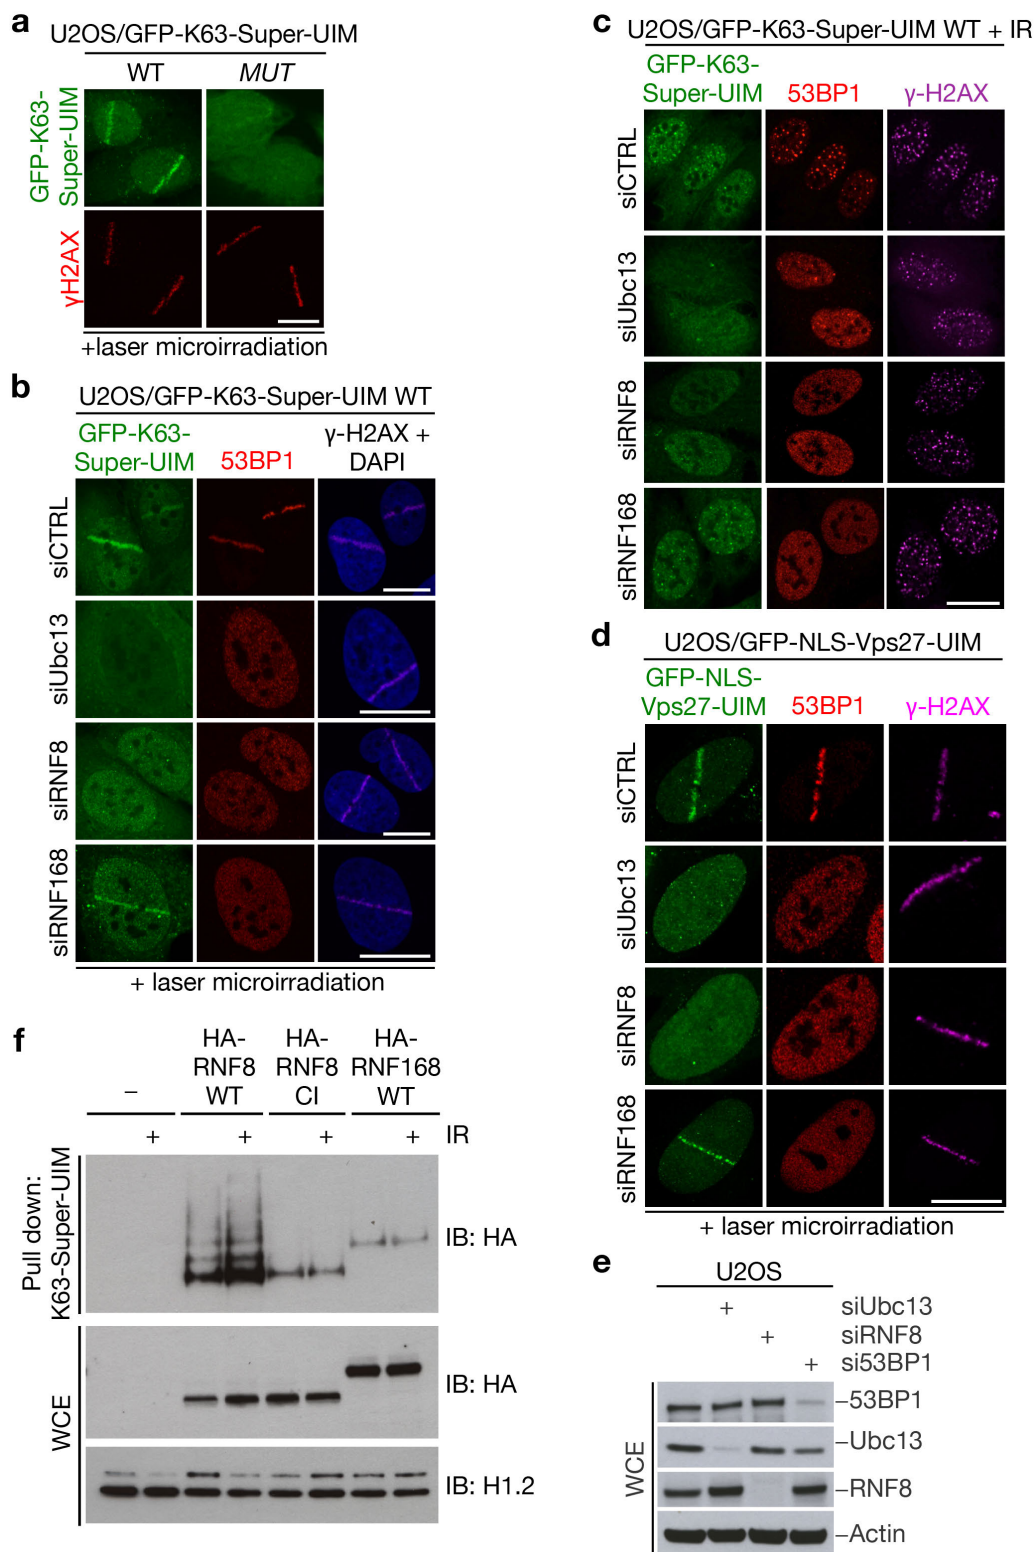 a
U2OS/GFP-K63-Super-UIM
WT MUT
GFP-K63-
Super-UIM
γH2AX
+laser microirradiation
b
U2OS/GFP-K63-Super-UIM WT
GFP-K63-
Super-UIM
53BP1
γ-H2AX +
DAPI
siCTRL
siUbc13
siRNF8
siRNF168
+ laser microirradiation
c
U2OS/GFP-K63-Super-UIM WT + IR
GFP-K63-
Super-UIM
53BP1
γ-H2AX
siCTRL
siUbc13
siRNF8
siRNF168
d
U2OS/GFP-NLS-Vps27-UIM
GFP-NLS-
Vps27-UIM
53BP1
γ-H2AX
siCTRL
siUbc13
siRNF8
siRNF168
+ laser microirradiation
e
U2OS
+ siUbc13
+ siRNF8
+ si53BP1
WCE
–53BP1
–Ubc13
–RNF8
–Actin
f
–
HA-
RNF8
WT
HA-
RNF8
CI
HA-
RNF168
WT
+ + + + IR
Pull down:
K63-Super-UIM
IB: HA
WCE
IB: HA
IB: H1.2